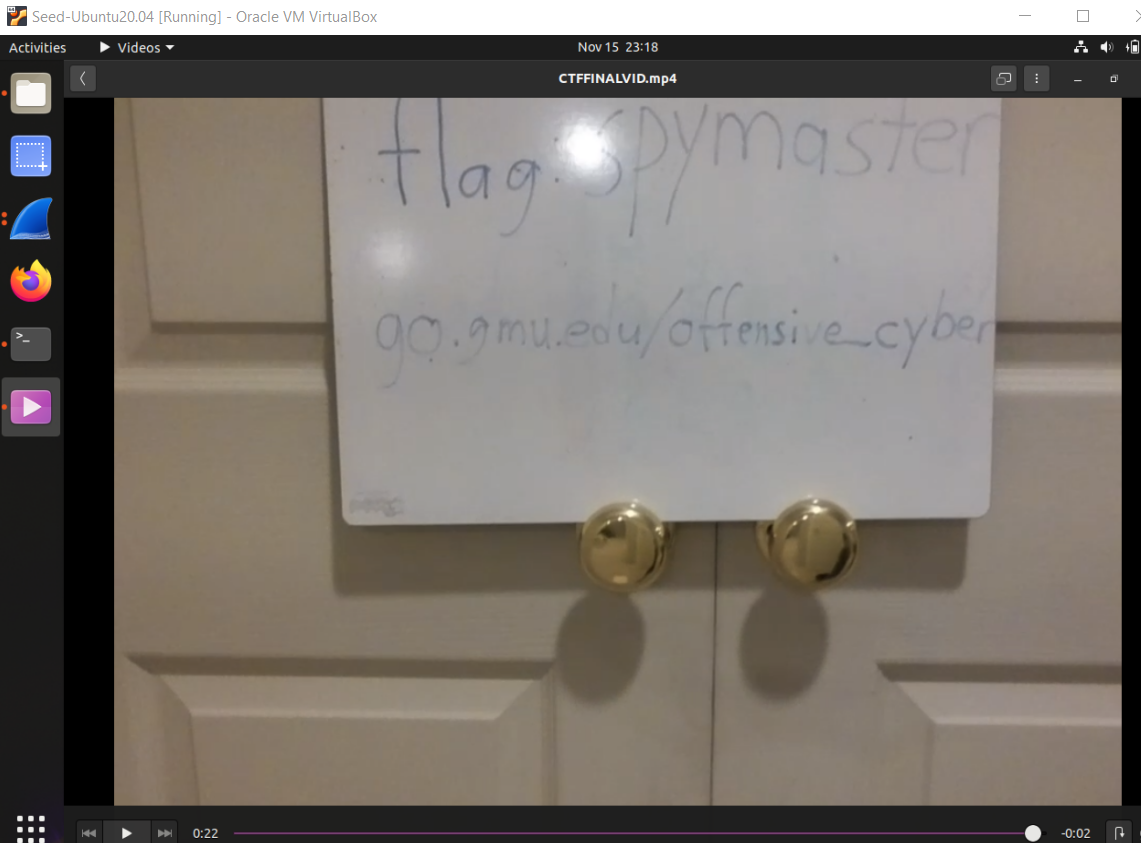 Seed-Ubuntu20.04 [Running] - Oracle VM VirtualBox
Activities
Videos
Nov 15 23:18
CTFFINALVID.mp4
flag: spymaster
go.gmu.edu/offensive_cyber
0:22
-0:02